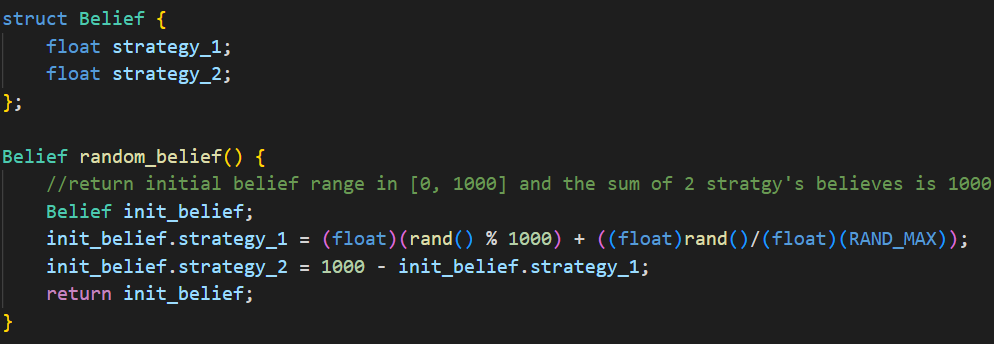 struct Belief {
    float strategy_1;
    float strategy_2;
};

Belief random_belief() {
    //return initial belief range in [0, 1000] and the sum of 2 stratgy's believes is 1000
    Belief init_belief;
    init_belief.strategy_1 = (float)(rand() % 1000) + ((float)rand()/(float)(RAND_MAX));
    init_belief.strategy_2 = 1000 - init_belief.strategy_1;
    return init_belief;
}